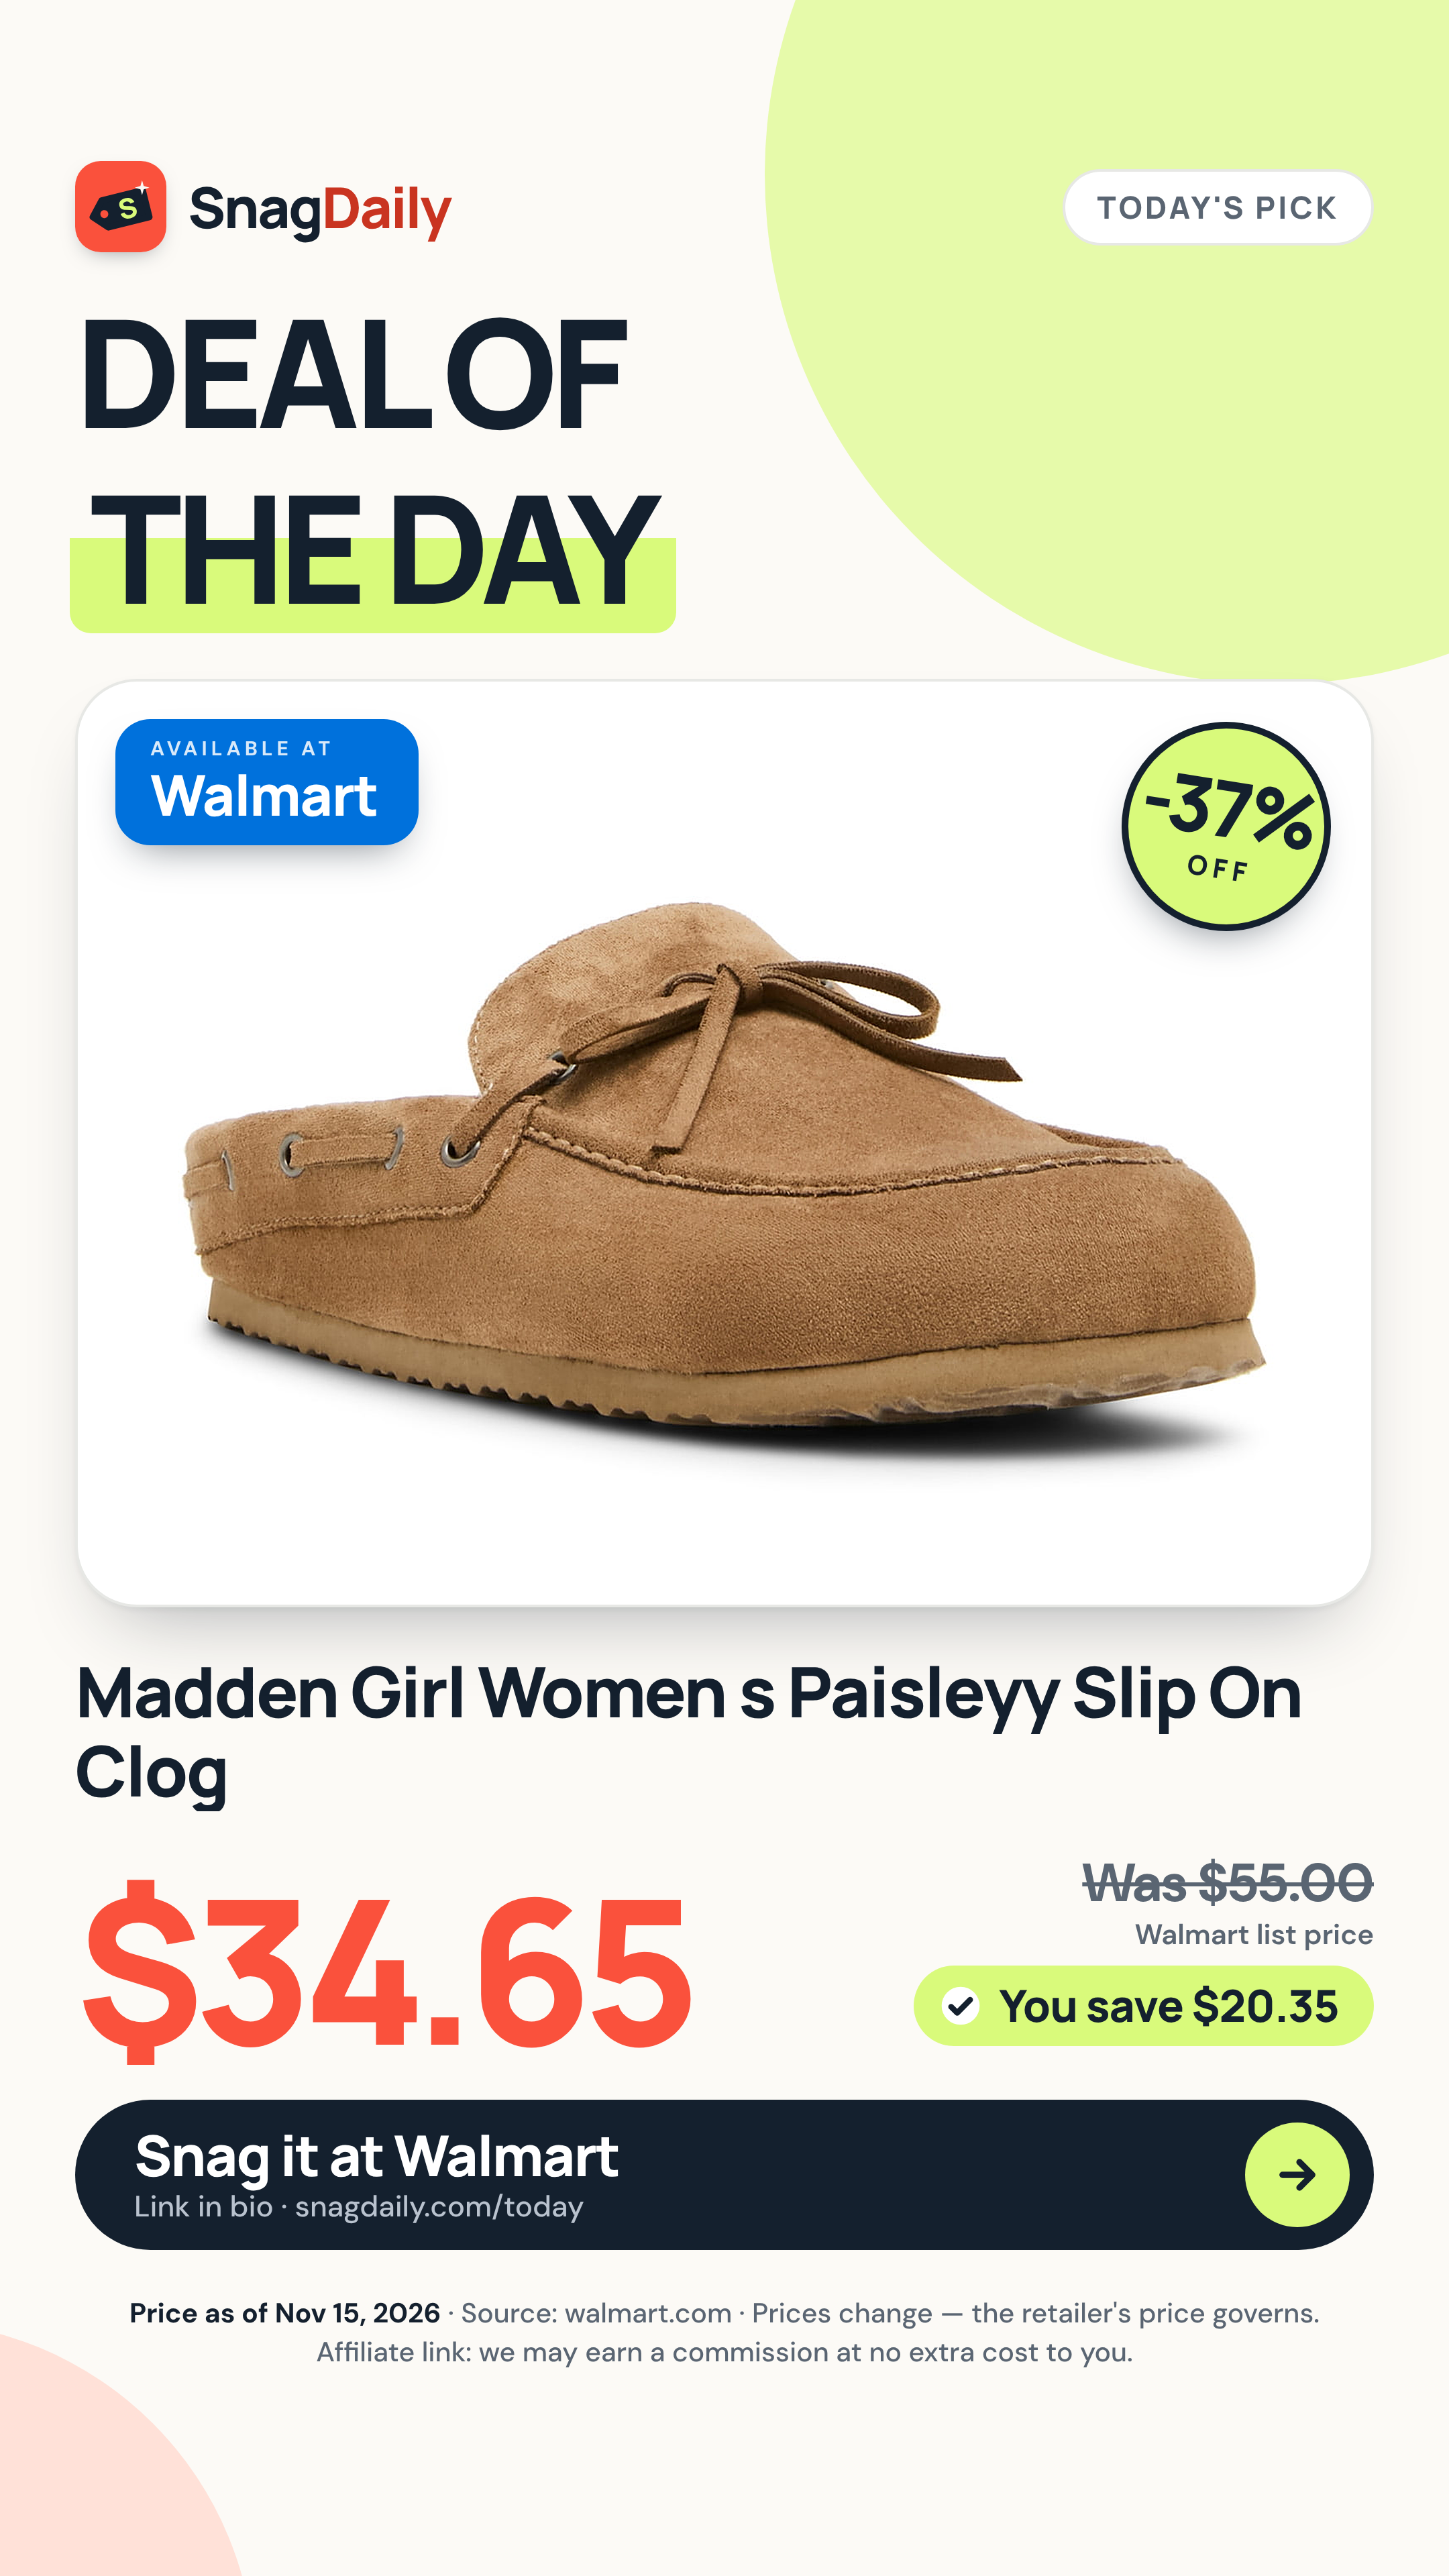 S
SnagDaily
TODAY'S PICK
DEAL OF
THE DAY
AVAILABLE AT
Walmart
-37%
OFF
Madden Girl Women s Paisleyy Slip On
Clog
$34.65
Was $55.00
Walmart list price
You save $20.35
Snag it at Walmart
Link in bio · snagdaily.com/today
Price as of Nov 15, 2026 · Source: walmart.com · Prices change — the retailer's price governs.
Affiliate link: we may earn a commission at no extra cost to you.